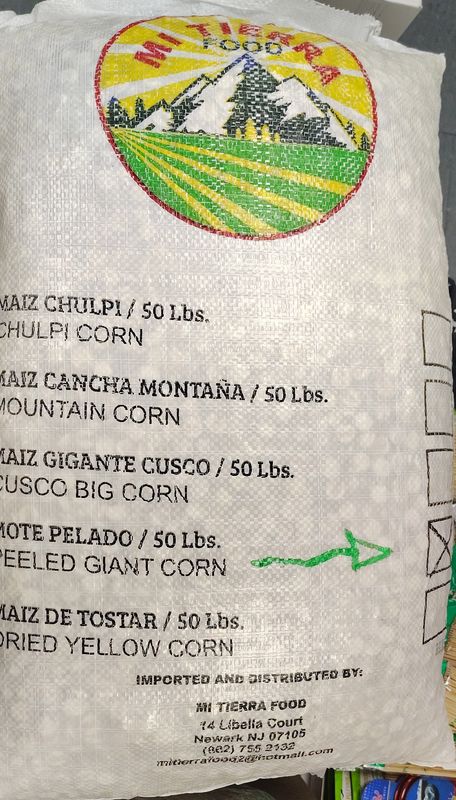 MI TIERRA
FOOD
MAIZ CHULPI / 50 Lbs.
CHULPI CORN
MAIZ CANCHA MONTAÑA / 50 Lbs.
MOUNTAIN CORN
MAIZ GIGANTE CUSCO / 50 Lbs.
CUSCO BIG CORN
MOTE PELADO / 50 Lbs.
PEELED GIANT CORN
MAIZ DE TOSTAR / 50 Lbs.
DRIED YELLOW CORN
IMPORTED AND DISTRIBUTED BY:
MI TIERRA FOOD
14 Libella Court
Newark NJ 07105
(862) 755 2132
mitierrafood2@hotmail.com